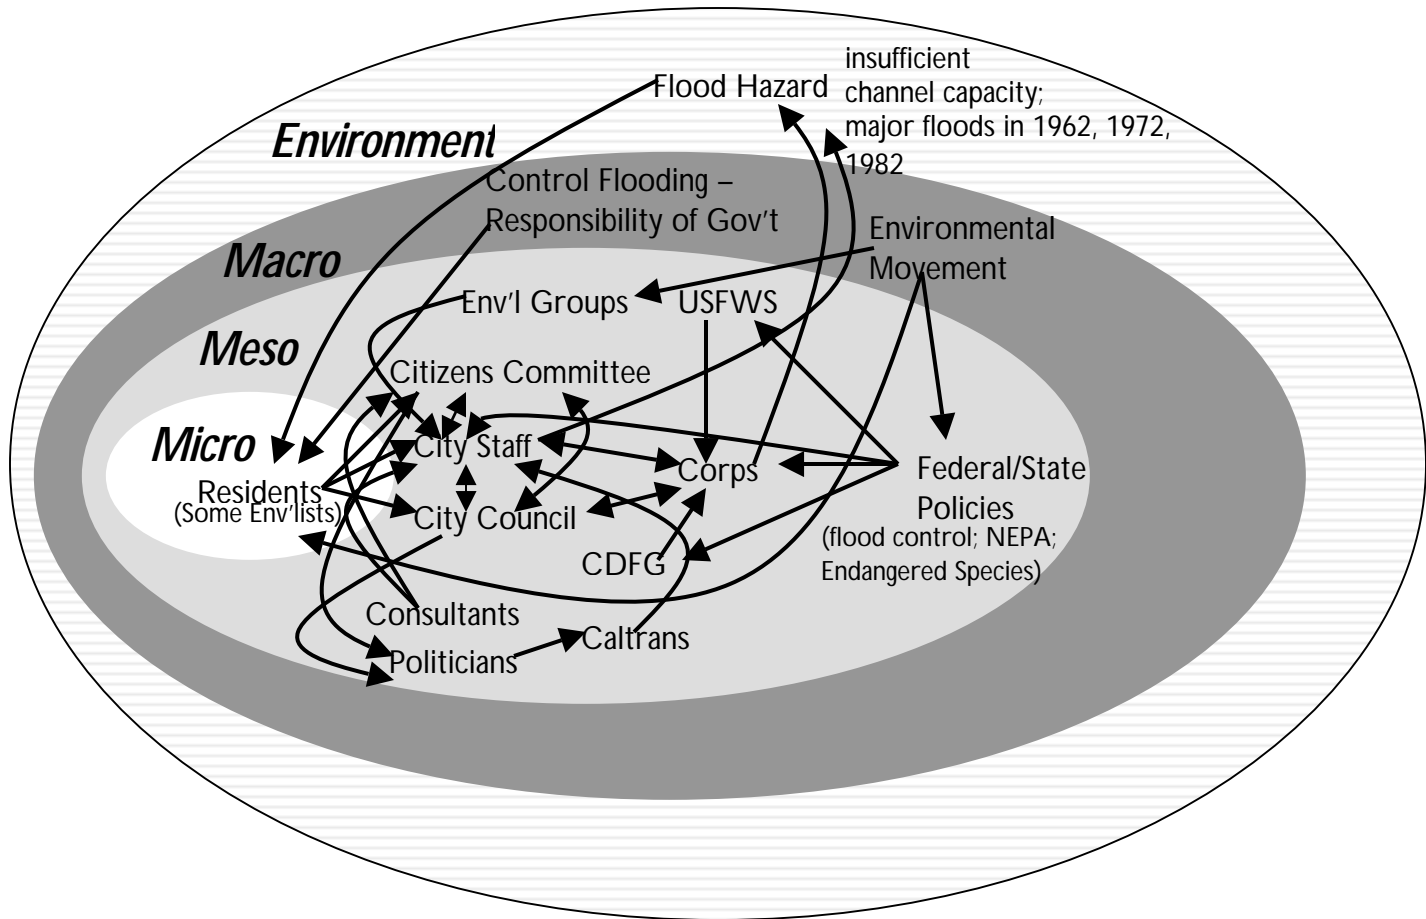 insufficient
channel capacity;
major floods in 1962, 1972,
1982
Flood Hazard
Environment
Control Flooding –
Responsibility of Gov't
Environmental
Movement
Macro
Env'l Groups
USFWS
Meso
Citizens Committee
Micro
City Staff
Corps
Federal/State
Policies
(flood control; NEPA;
Endangered Species)
Residents
(Some Env'lists)
City Council
CDFG
Consultants
Caltrans
Politicians